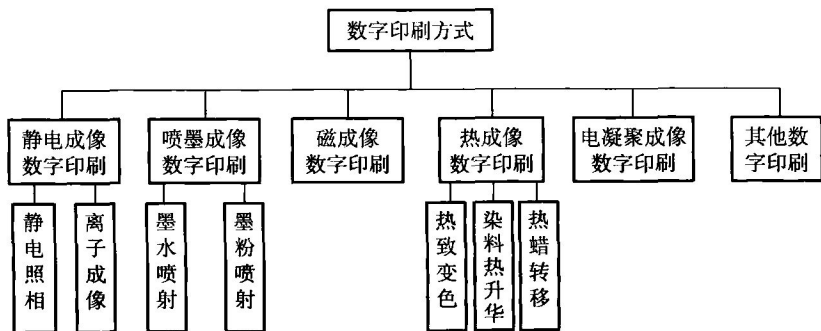 数字印刷方式
静电成像
数字印刷
喷墨成像
数字印刷
磁成像
数字印刷
热成像
数字印刷
电凝聚成像
数字印刷
其他数
字印刷
静电照相
离子成像
墨水喷射
墨粉喷射
热致变色
染料热升华
热蜡转移